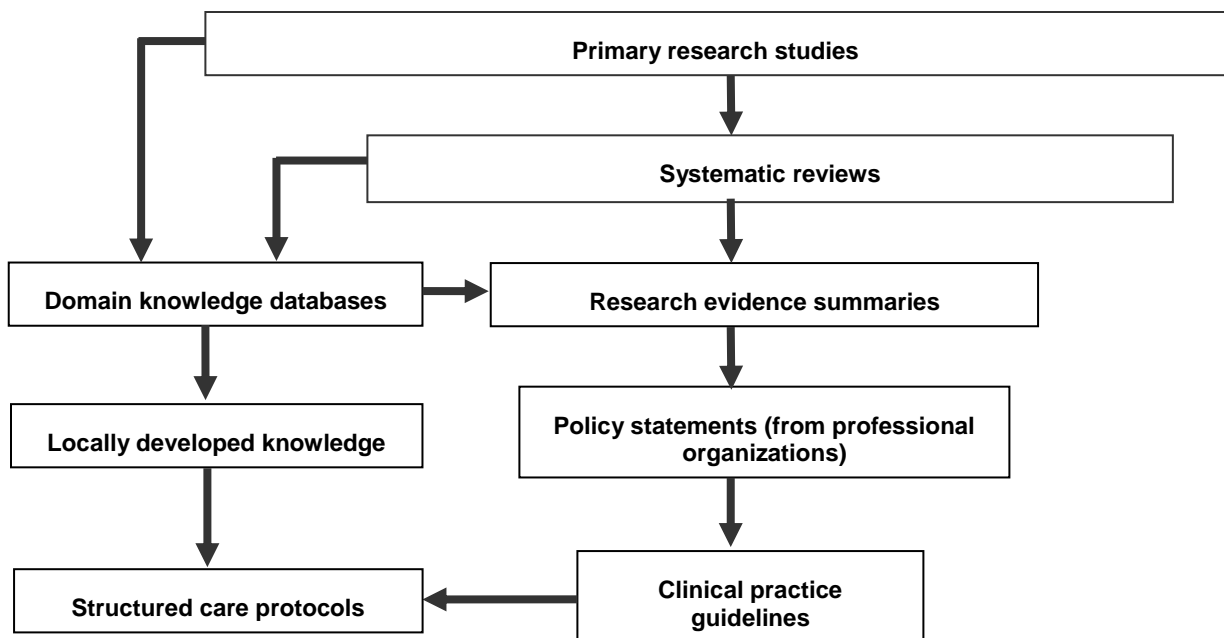 Primary research studies
Systematic reviews
Domain knowledge databases
Research evidence summaries
Locally developed knowledge
Policy statements (from professional
organizations)
Structured care protocols
Clinical practice
guidelines